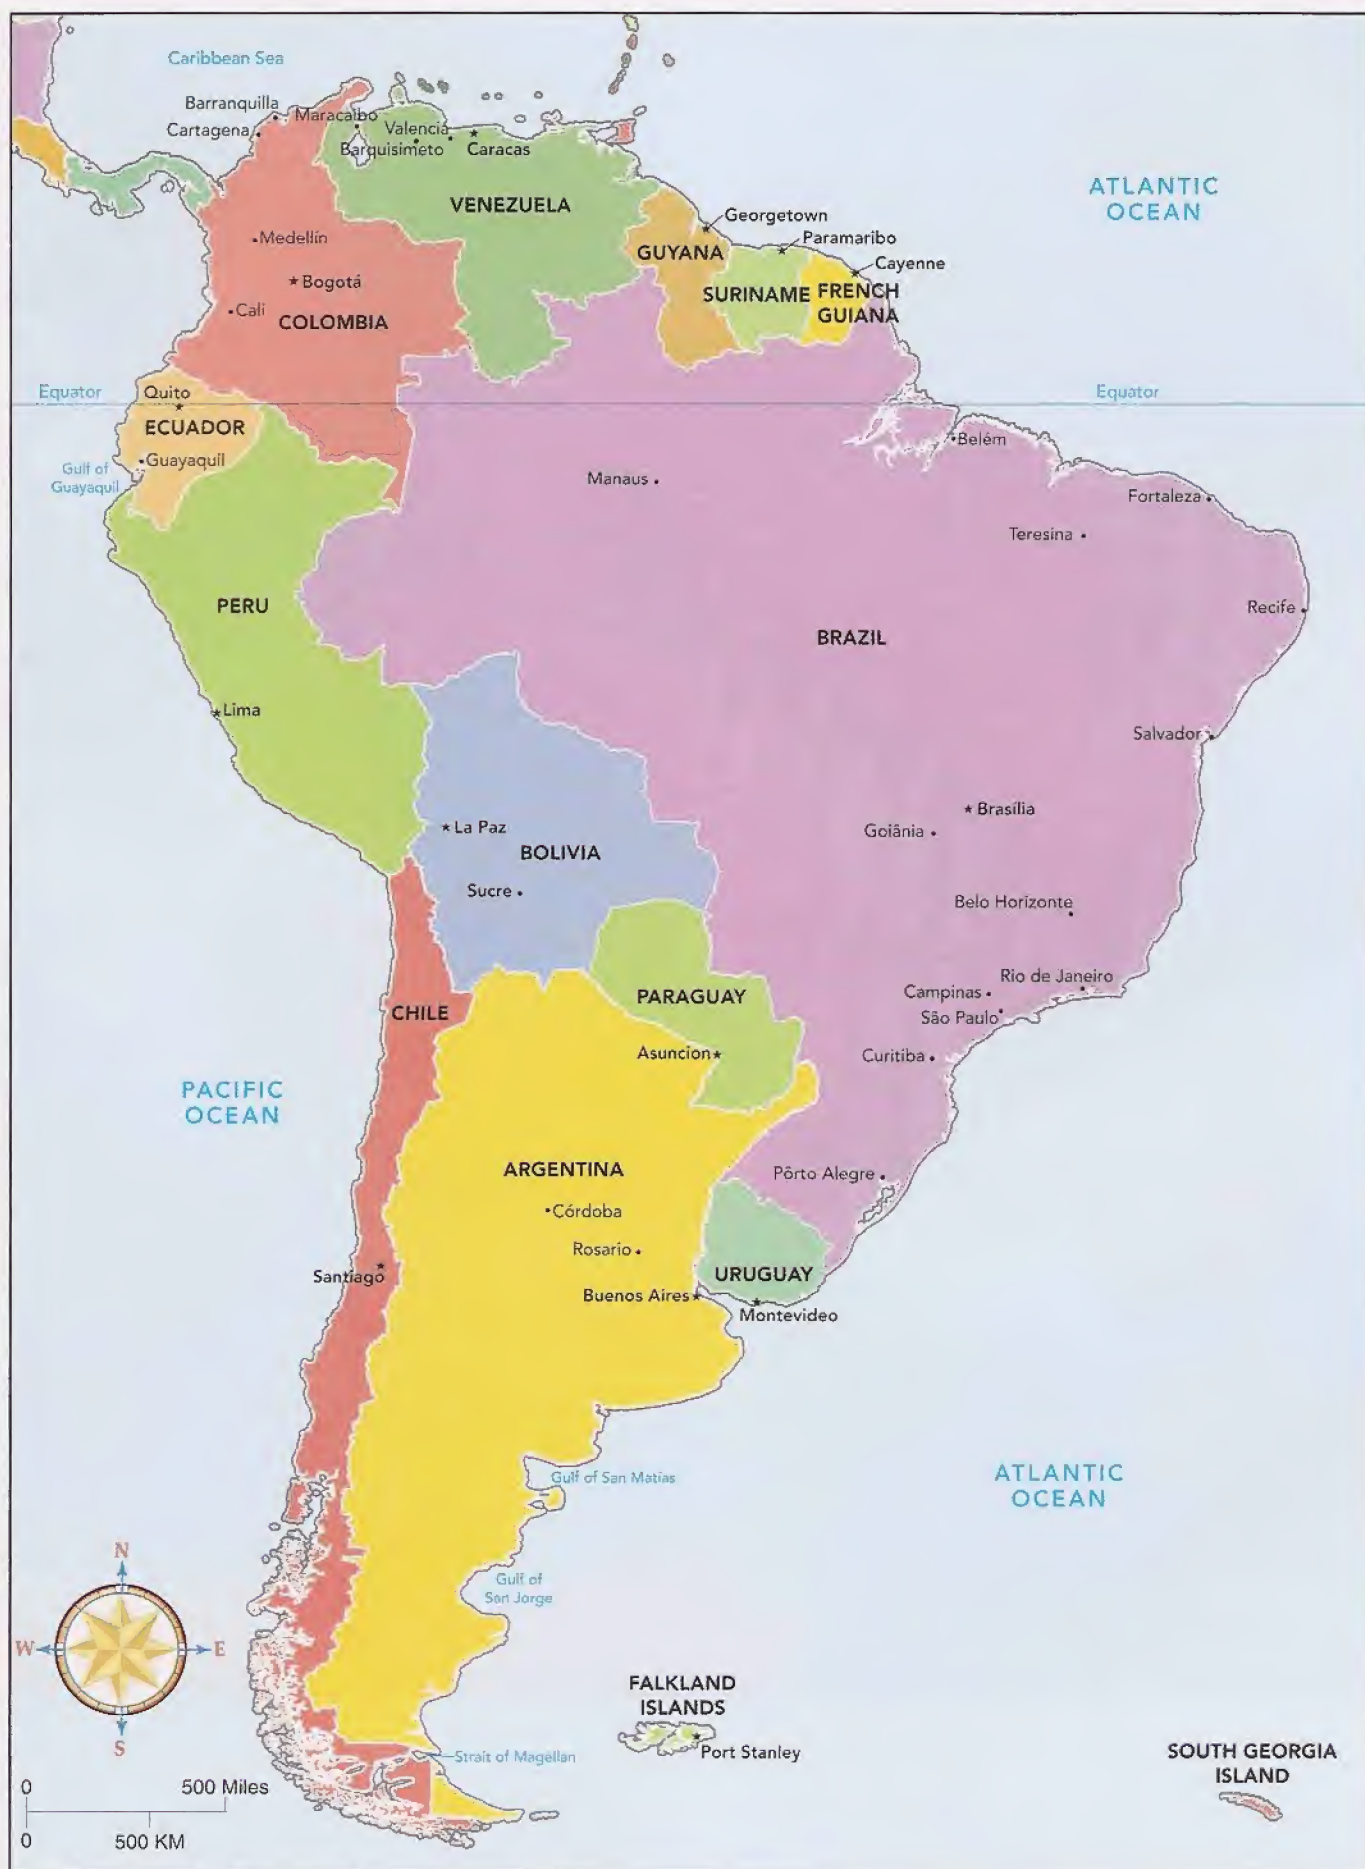 Caribbean Sea
Barranquilla
Maracaibo
Cartagena
Valencia
Barquisimeto
Caracas
ATLANTIC
OCEAN
VENEZUELA
Georgetown
Paramaribo
Medellín
GUYANA
Cayenne
Bogotá
SURINAME
FRENCH
GUIANA
Cali
COLOMBIA
Equator
Quito
Equator
ECUADOR
Belém
Guayaquil
Gulf of
Guayaquil
Manaus
Fortaleza
Teresina
PERU
Recife
BRAZIL
Lima
Salvador
Brasília
La Paz
Goiânia
BOLIVIA
Sucre
Belo Horizonte
Rio de Janeiro
Campinas
PARAGUAY
CHILE
São Paulo
Asuncion
Curitiba
PACIFIC
OCEAN
ARGENTINA
Pôrto Alegre
Córdoba
Rosario
Santiago
URUGUAY
Buenos Aires
Montevideo
Gulf of San Matías
ATLANTIC
OCEAN
N
Gulf of
San Jorge
W
E
FALKLAND
ISLANDS
S
Port Stanley
Strait of Magellan
SOUTH GEORGIA
ISLAND
0 500 Miles
0 500 KM